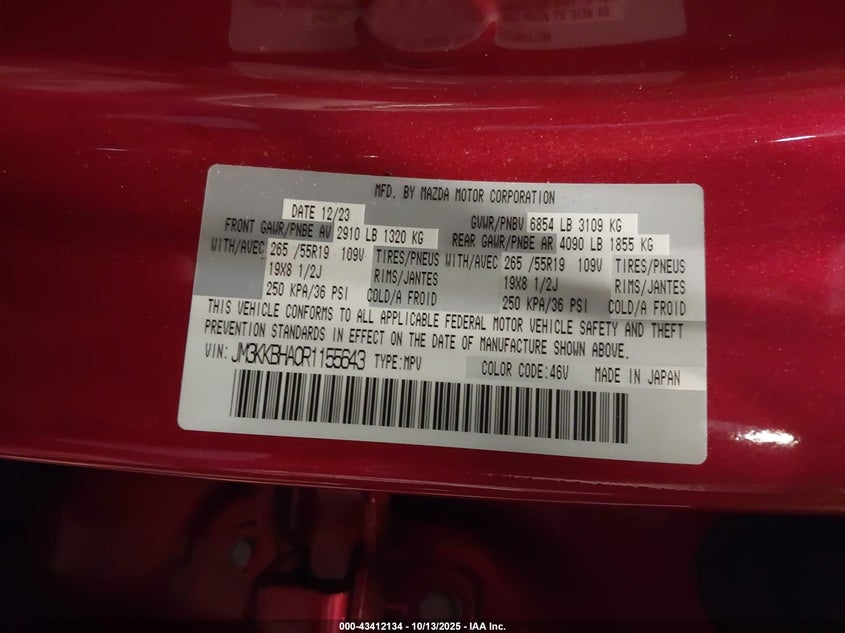 MFD. BY MAZDA MOTOR CORPORATION
DATE 12/23 GVWR/PNBV 6854 LB 3109 KG
FRONT GAWR/PNBE AV 2910 LB 1320 KG REAR GAWR/PNBE AR 4090 LB 1855 KG
WITH/AVEC 265 /55R19 109V TIRES/PNEUS WITH/AVEC 265 /55R19 109V TIRES/PNEUS
19X8 1/2J RIMS/JANTES 19X8 1/2J RIMS/JANTES
250 KPA/36 PSI COLD/A FROID 250 KPA/36 PSI COLD/A FROID
THIS VEHICLE CONFORMS TO ALL APPLICABLE FEDERAL MOTOR VEHICLE SAFETY AND THEFT
PREVENTION STANDARDS IN EFFECT ON THE DATE OF MANUFACTURE SHOWN ABOVE.
VIN: JM3KKBHA0R1155643 TYPE:MPV COLOR CODE:46V MADE IN JAPAN
000-43412134 - 10/13/2025 - IAA Inc.